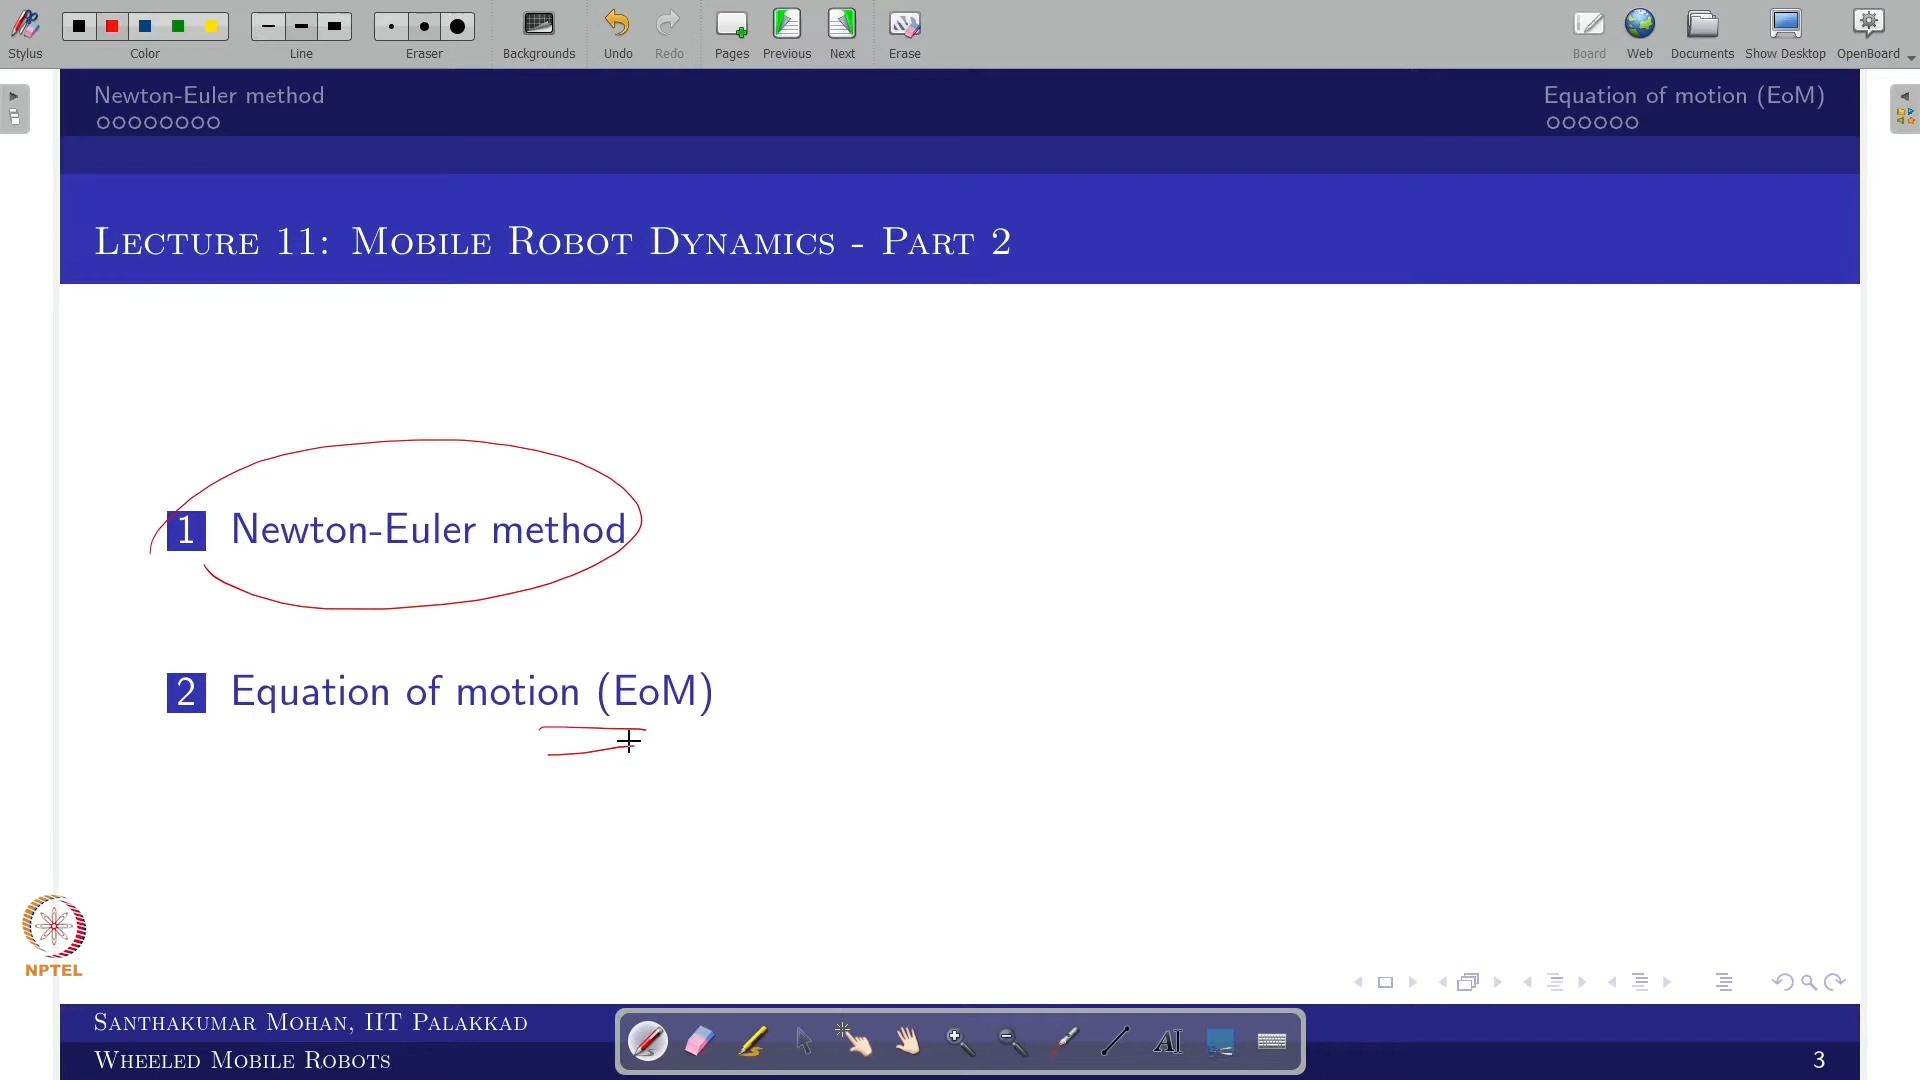 Stylus Color Line Eraser Backgrounds Undo Redo Pages Previous Next Erase Board Web Documents Show Desktop OpenBoard
Newton-Euler method Equation of motion (EoM)
Lecture 11: Mobile Robot Dynamics - Part 2
1 Newton-Euler method
2 Equation of motion (EoM)
NPTEL
Santhakumar Mohan, IIT Palakkad
Wheeled Mobile Robots 3